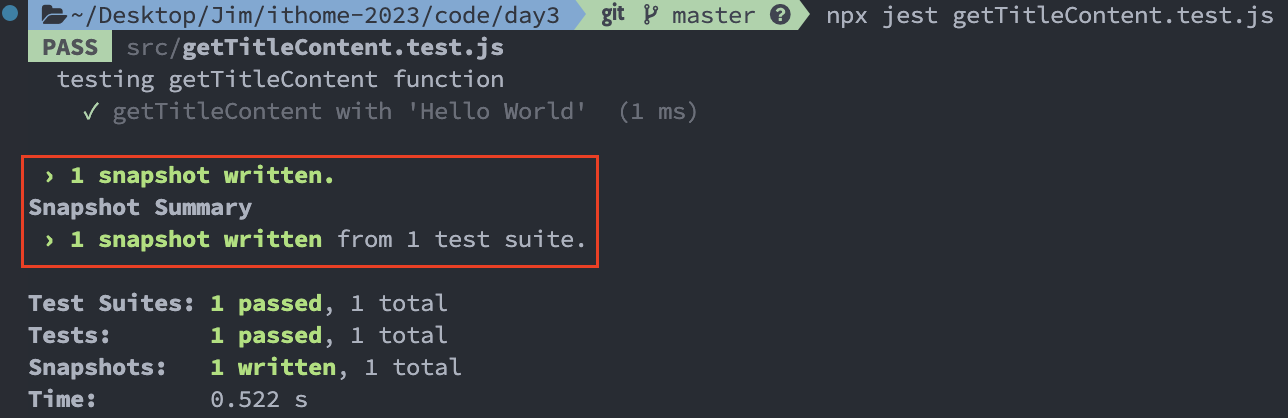 ~/Desktop/Jim/ithome-2023/code/day3 git master ? npx jest getTitleContent.test.js
PASS src/getTitleContent.test.js
testing getTitleContent function
✓ getTitleContent with 'Hello World' (1 ms)
› 1 snapshot written.
Snapshot Summary
› 1 snapshot written from 1 test suite.
Test Suites: 1 passed, 1 total
Tests: 1 passed, 1 total
Snapshots: 1 written, 1 total
Time: 0.522 s